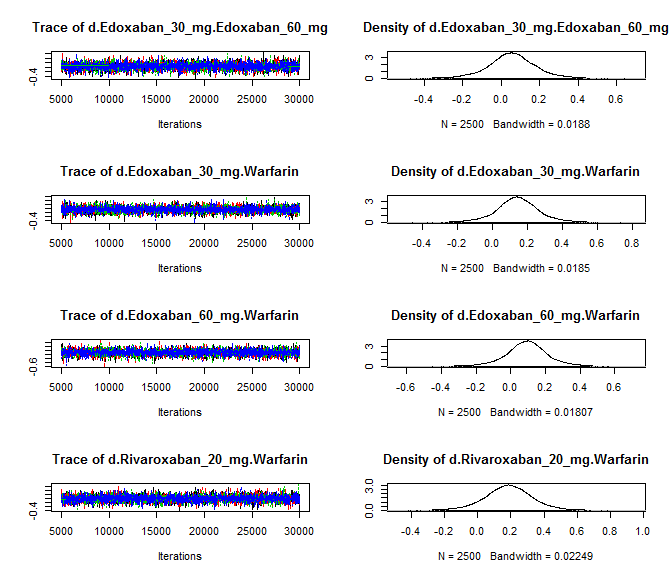 Trace of d.Edoxaban_30_mg.Edoxaban_60_mg
-0.4
5000 10000 15000 20000 25000 30000
Iterations
Density of d.Edoxaban_30_mg.Edoxaban_60_mg
0 3
-0.4 0.0 0.2 0.4 0.6
N = 2500 Bandwidth = 0.0188
Trace of d.Edoxaban_30_mg.Warfarin
-0.4
5000 10000 15000 20000 25000 30000
Iterations
Density of d.Edoxaban_30_mg.Warfarin
0 3
-0.4 0.0 0.2 0.4 0.6 0.8
N = 2500 Bandwidth = 0.0185
Trace of d.Edoxaban_60_mg.Warfarin
-0.6
5000 10000 15000 20000 25000 30000
Iterations
Density of d.Edoxaban_60_mg.Warfarin
0 3
-0.6 -0.4 -0.2 0.0 0.2 0.4 0.6
N = 2500 Bandwidth = 0.01807
Trace of d.Rivaroxaban_20_mg.Warfarin
-0.4
5000 10000 15000 20000 25000 30000
Iterations
Density of d.Rivaroxaban_20_mg.Warfarin
0.0 3.0
-0.4 0.0 0.2 0.4 0.6 0.8 1.0
N = 2500 Bandwidth = 0.02249